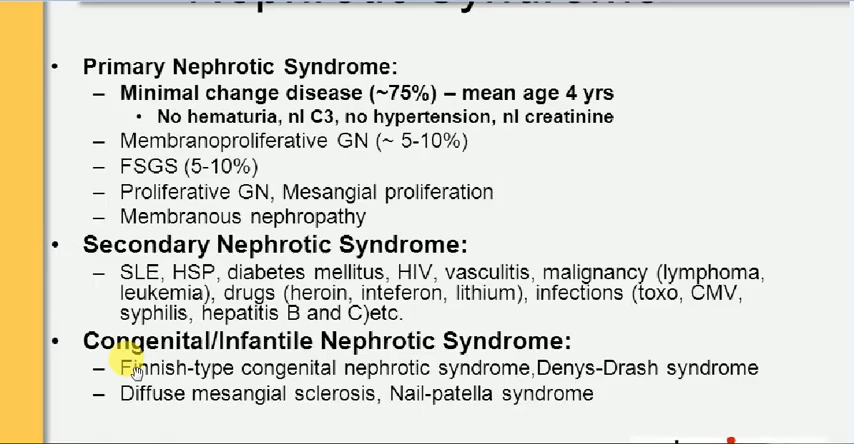 Nephrotic Syndrome
• Primary Nephrotic Syndrome:
– Minimal change disease (~75%) – mean age 4 yrs
• No hematuria, nl C3, no hypertension, nl creatinine
– Membranoproliferative GN (~ 5-10%)
– FSGS (5-10%)
– Proliferative GN, Mesangial proliferation
– Membranous nephropathy
• Secondary Nephrotic Syndrome:
– SLE, HSP, diabetes mellitus, HIV, vasculitis, malignancy (lymphoma,
leukemia), drugs (heroin, inteferon, lithium), infections (toxo, CMV,
syphilis, hepatitis B and C)etc.
• Congenital/Infantile Nephrotic Syndrome:
– Finnish-type congenital nephrotic syndrome,Denys-Drash syndrome
– Diffuse mesangial sclerosis, Nail-patella syndrome